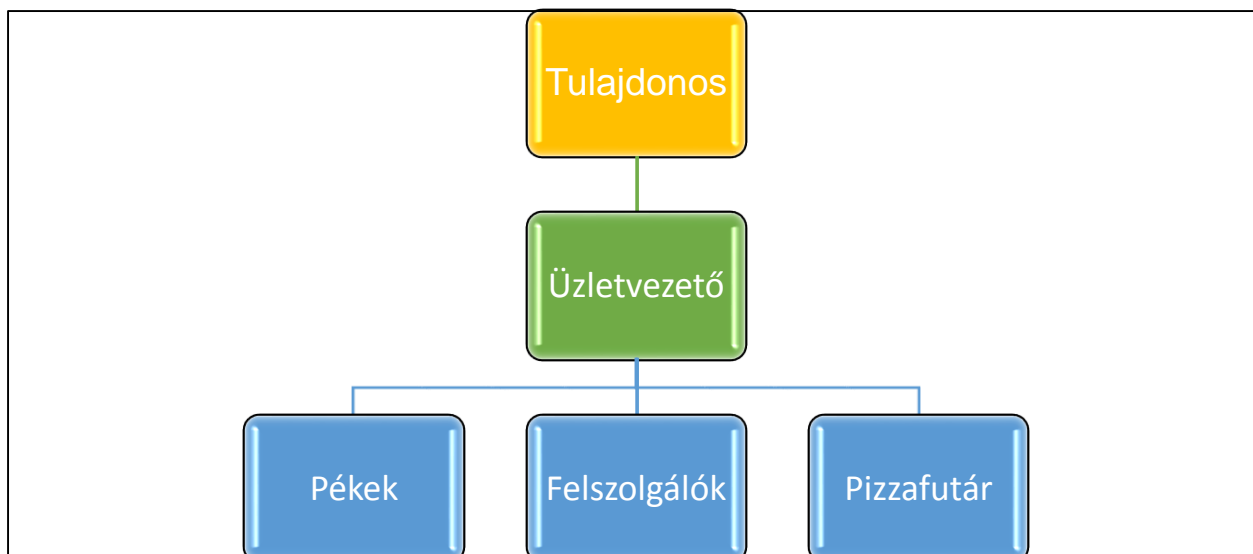 Tulajdonos
Üzletvezető
Pékek
Felszolgálók
Pizzafutár